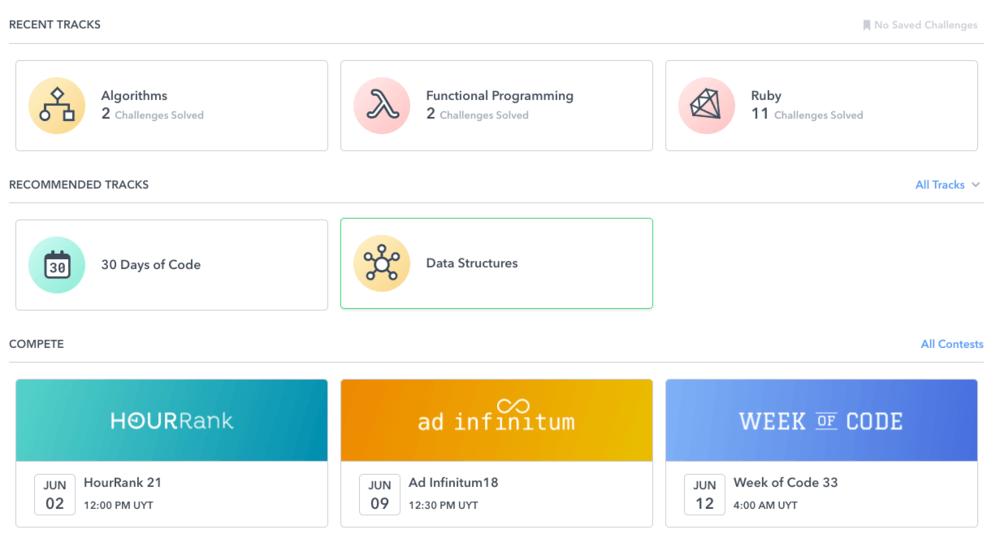 RECENT TRACKS
No Saved Challenges
Algorithms
2 Challenges Solved
Functional Programming
2 Challenges Solved
Ruby
11 Challenges Solved
RECOMMENDED TRACKS
All Tracks
30
30 Days of Code
Data Structures
COMPETE
All Contests
HOURRank
ad infinitum
WEEK OF CODE
JUN
02
HourRank 21
12:00 PM UYT
JUN
09
Ad Infinitum18
12:30 PM UYT
JUN
12
Week of Code 33
4:00 AM UYT